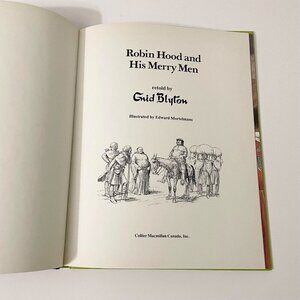 Robin Hood and
His Merry Men
retold by
Enid Blyton
Illustrated by Edward Mortelmans
Collier Macmillan Canada, Inc.